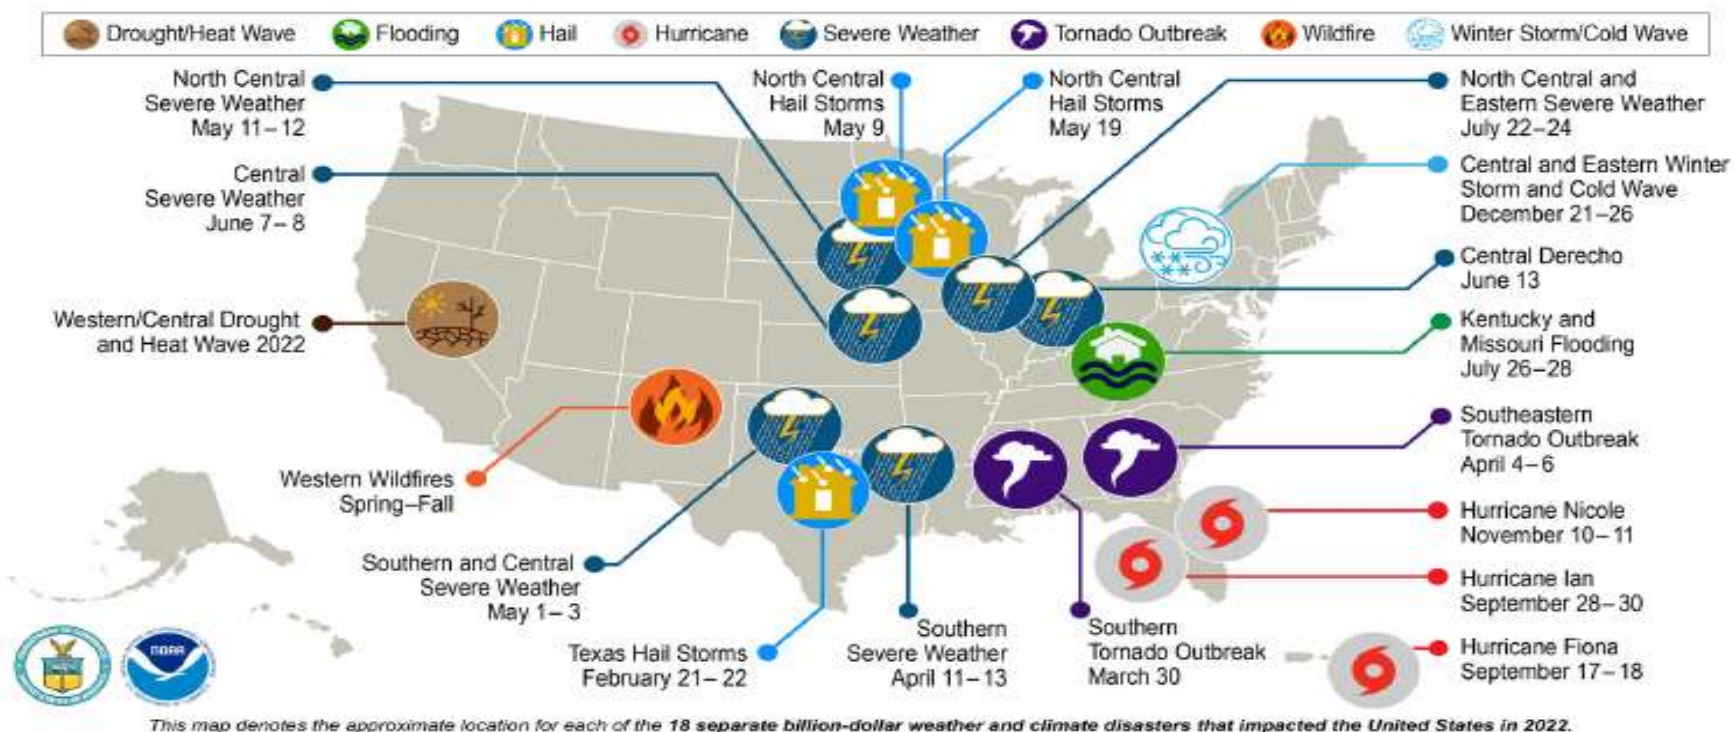 Drought/Heat Wave Flooding Hail Hurricane Severe Weather Tornado Outbreak Wildfire Winter Storm/Cold Wave
North Central
Severe Weather
May 11–12
North Central
Hail Storms
May 9
North Central
Hail Storms
May 19
North Central and
Eastern Severe Weather
July 22–24
Central
Severe Weather
June 7–8
Central and Eastern Winter
Storm and Cold Wave
December 21–26
Central Derecho
June 13
Western/Central Drought
and Heat Wave 2022
Kentucky and
Missouri Flooding
July 26–28
Southeastern
Tornado Outbreak
April 4–6
Western Wildfires
Spring–Fall
Hurricane Nicole
November 10–11
Southern and Central
Severe Weather
May 1–3
Hurricane Ian
September 28–30
Texas Hail Storms
February 21–22
Southern
Severe Weather
April 11–13
Southern
Tornado Outbreak
March 30
Hurricane Fiona
September 17–18
NOAA
This map denotes the approximate location for each of the 18 separate billion-dollar weather and climate disasters that impacted the United States in 2022.